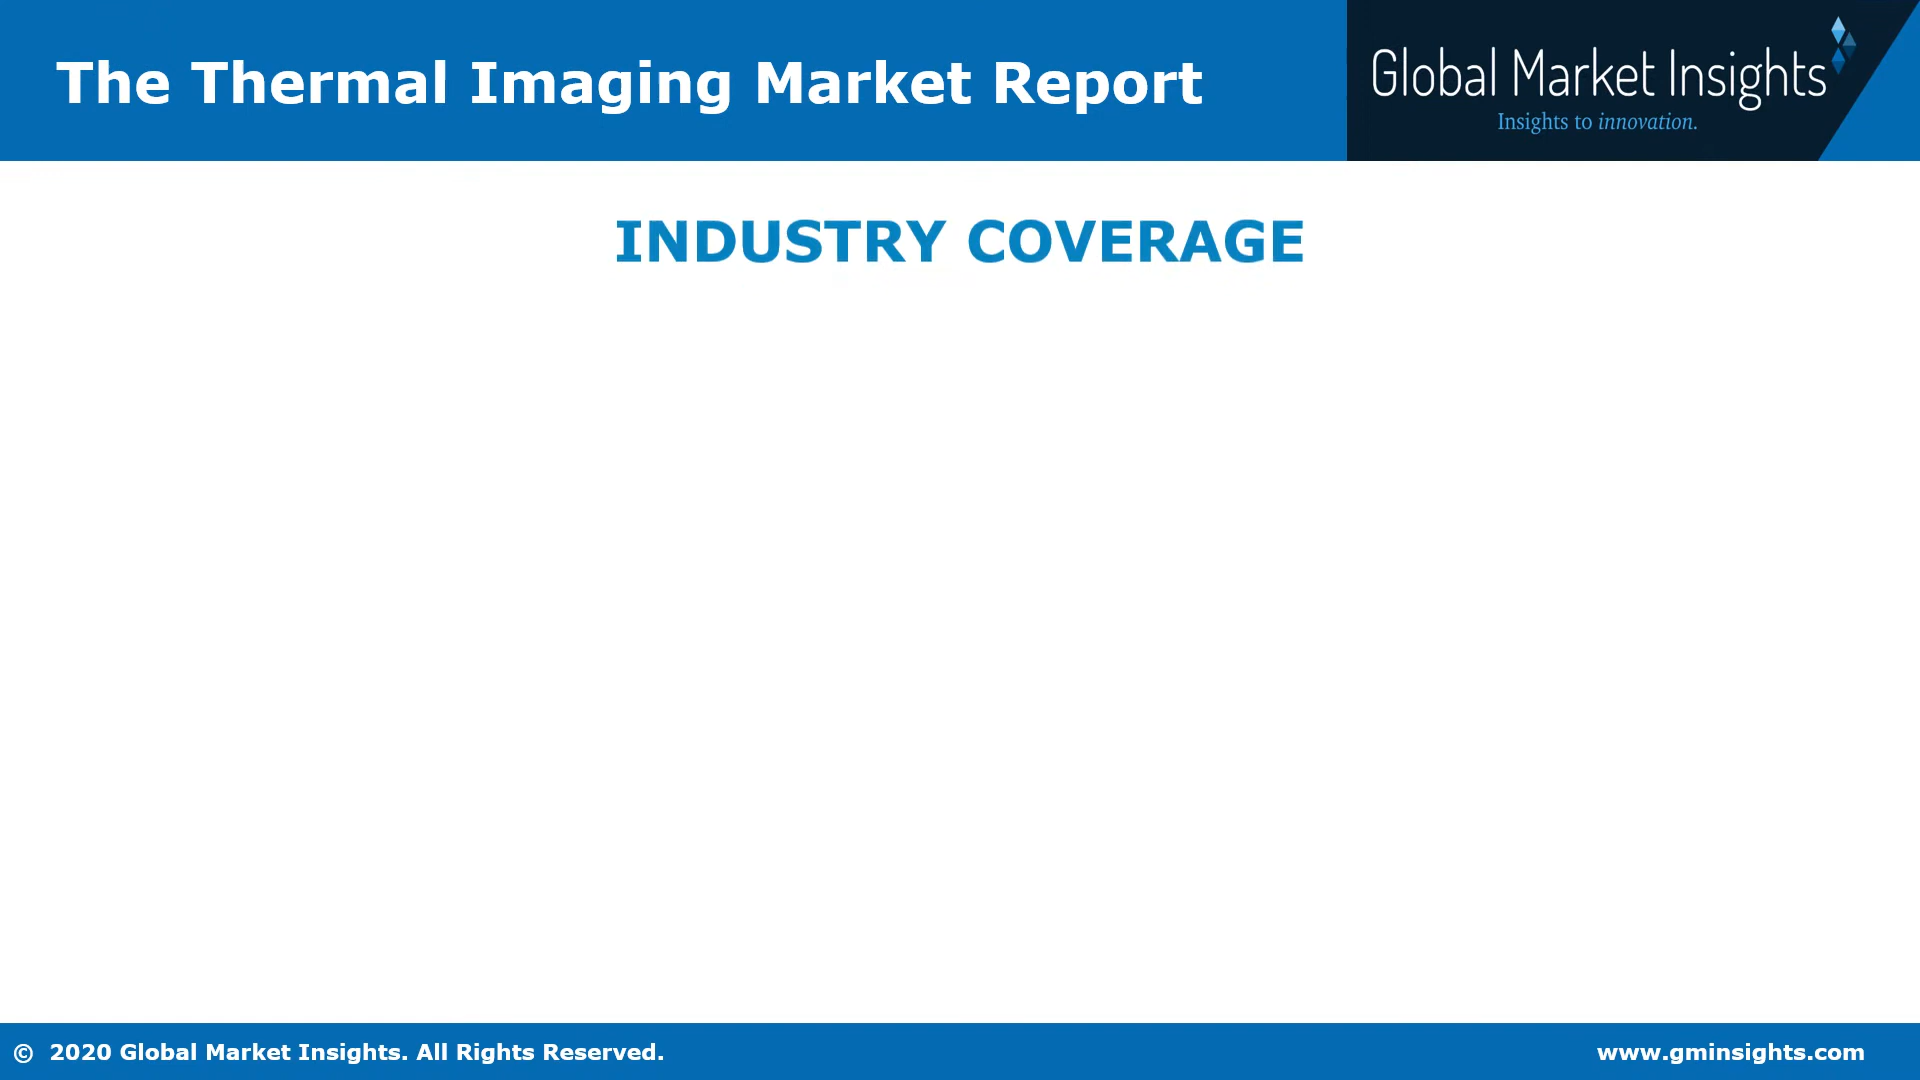 The Thermal Imaging Market Report
Global Market Insights
Insights to innovation.
INDUSTRY COVERAGE
© 2020 Global Market Insights. All Rights Reserved.
www.gminsights.com